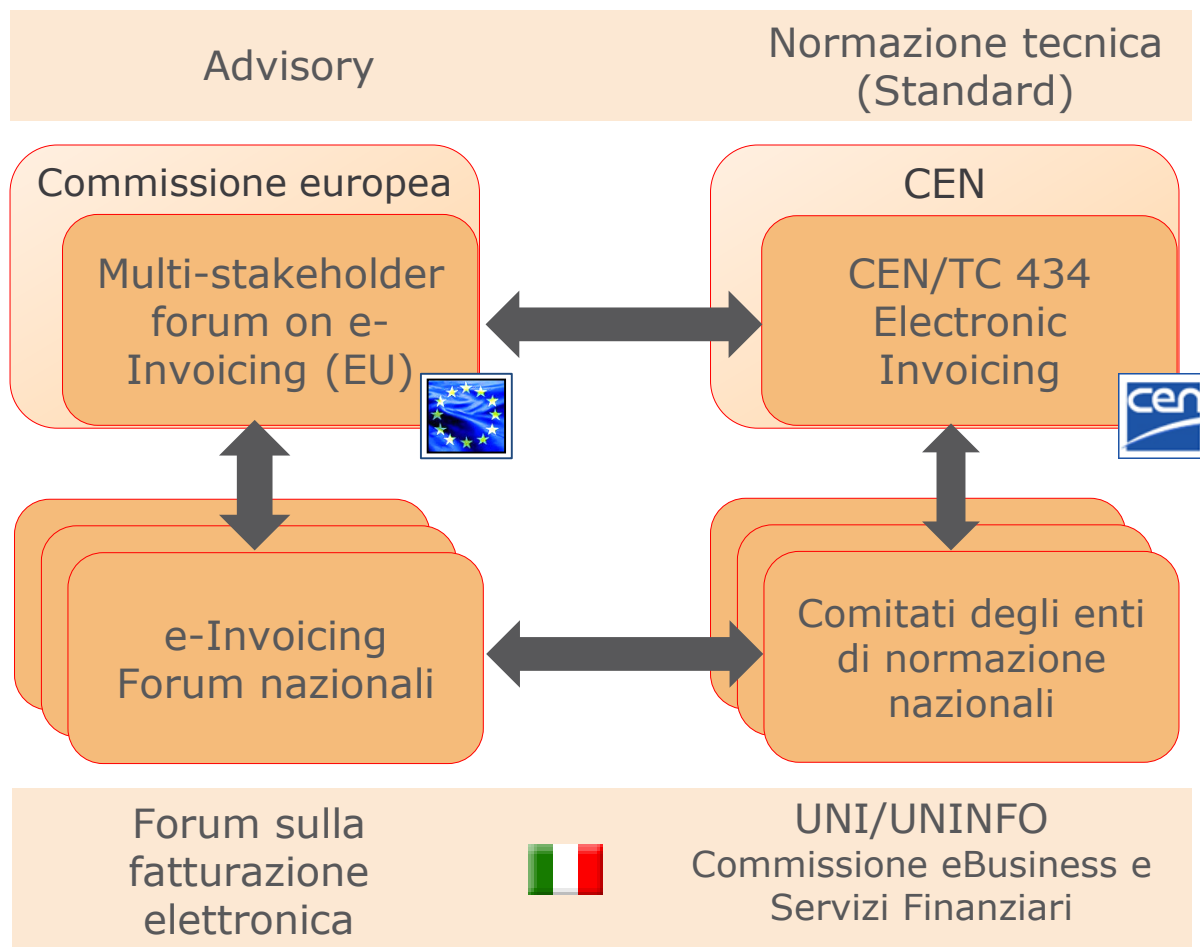 Advisory
Normazione tecnica
(Standard)
Commissione europea
Multi-stakeholder
forum on e-
Invoicing (EU)
CEN
CEN/TC 434
Electronic
Invoicing
cen
e-Invoicing
Forum nazionali
Comitati degli enti
di normazione
nazionali
Forum sulla
fatturazione
elettronica
UNI/UNINFO
Commissione eBusiness e
Servizi Finanziari